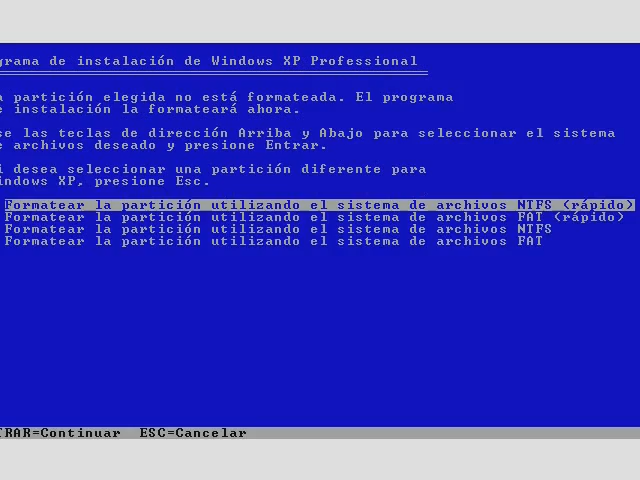 grama de instalación de Windows XP Professional
a partición elegida no está formateada. El programa
e instalación la formateará ahora.
se las teclas de dirección Arriba y Abajo para seleccionar el sistema
e archivos deseado y presione Entrar.
i desea seleccionar una partición diferente para
indows XP, presione Esc.
Formatear la partición utilizando el sistema de archivos NTFS (rápido)
Formatear la partición utilizando el sistema de archivos FAT (rápido)
Formatear la partición utilizando el sistema de archivos NTFS
Formatear la partición utilizando el sistema de archivos FAT
TRAR=Continuar ESC=Cancelar